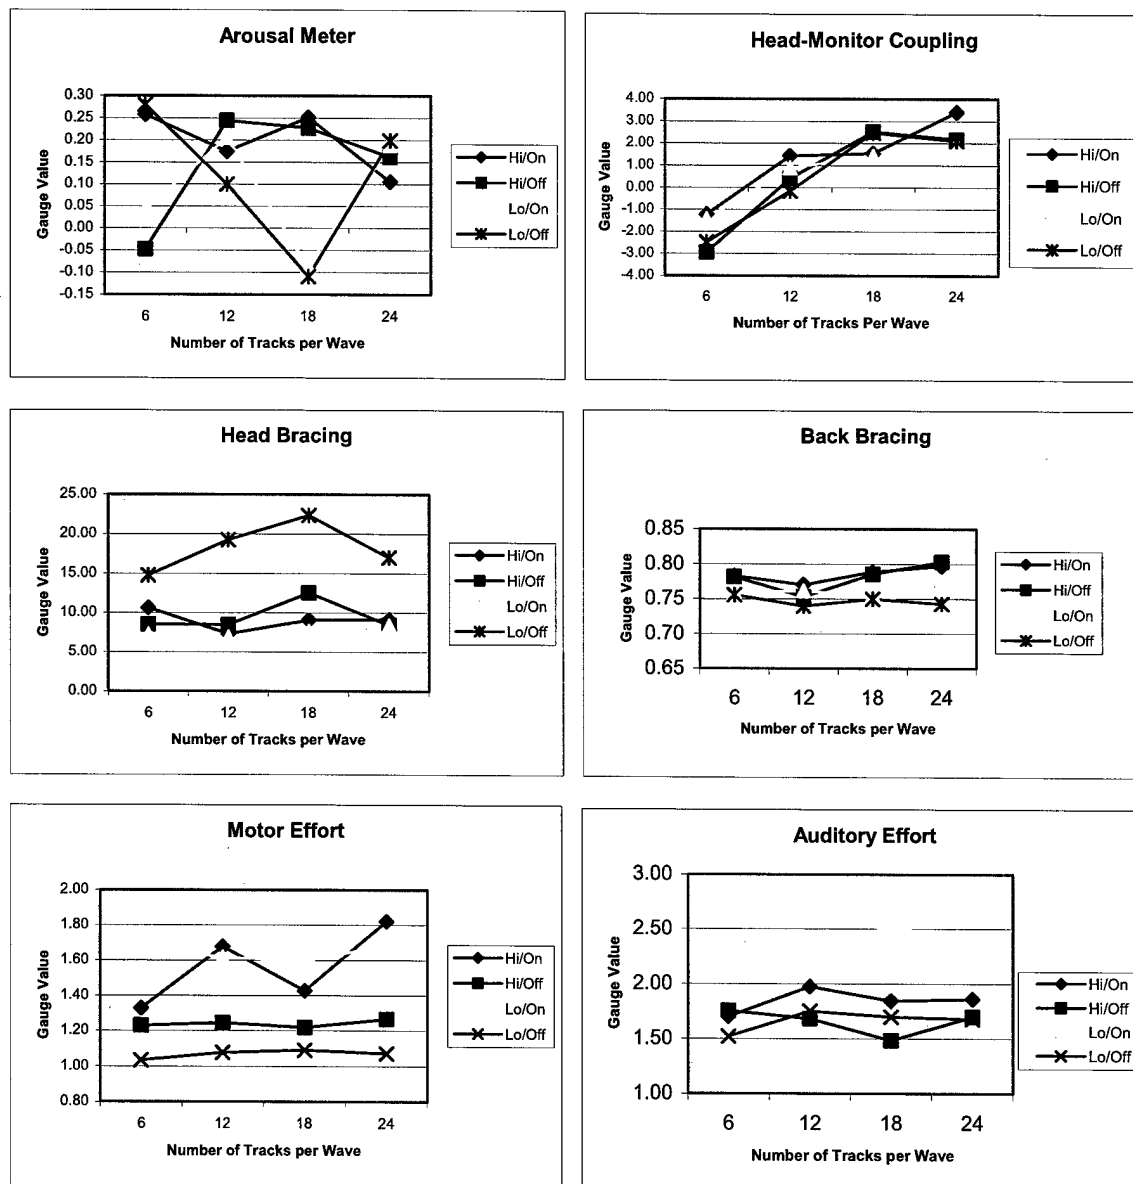 Arousal Meter
0.30
0.25
0.20
0.15
0.10
0.05
0.00
-0.05
-0.10
-0.15
Gauge Value
6 12 18 24
Number of Tracks per Wave
Hi/On
Hi/Off
Lo/On
Lo/Off
Head-Monitor Coupling
4.00
3.00
2.00
1.00
0.00
-1.00
-2.00
-3.00
-4.00
Gauge Value
6 12 18 24
Number of Tracks Per Wave
Hi/On
Hi/Off
Lo/On
Lo/Off
Head Bracing
25.00
20.00
15.00
10.00
5.00
0.00
Gauge Value
6 12 18 24
Number of Tracks per Wave
Hi/On
Hi/Off
Lo/On
Lo/Off
Back Bracing
0.85
0.80
0.75
0.70
0.65
Gauge Value
6 12 18 24
Number of Tracks per Wave
Hi/On
Hi/Off
Lo/On
Lo/Off
Motor Effort
2.00
1.80
1.60
1.40
1.20
1.00
0.80
Gauge Value
6 12 18 24
Number of Tracks per Wave
Hi/On
Hi/Off
Lo/On
Lo/Off
Auditory Effort
3.00
2.50
2.00
1.50
1.00
Gauge Value
6 12 18 24
Number of Tracks per Wave
Hi/On
Hi/Off
Lo/On
Lo/Off